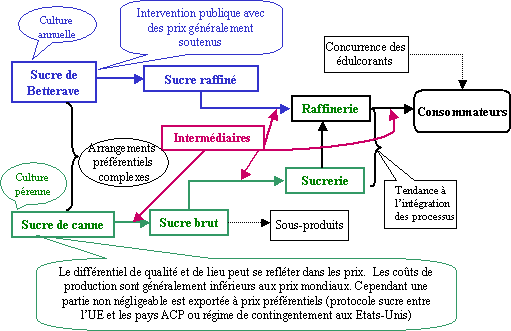 Culture
annuelle
Intervention publique avec
des prix généralement
soutenus
Concurrence des
édulcorants
Sucre de
Betterave
Sucre raffiné
Raffinerie
Consommateurs
Intermédiaires
Arrangements
préférentiels
complexes
Culture
pérenne
Sucrerie
Tendance à
l'intégration
des processus
Sucre de canne
Sucre brut
Sous-produits
Le différentiel de qualité et de lieu peut se refléter dans les prix. Les coûts de
production sont généralement inférieurs aux prix mondiaux. Cependant une
partie non négligeable est exportée à prix préférentiels (protocole sucre entre
l'UE et les pays ACP ou régime de contingentement aux Etats-Unis)